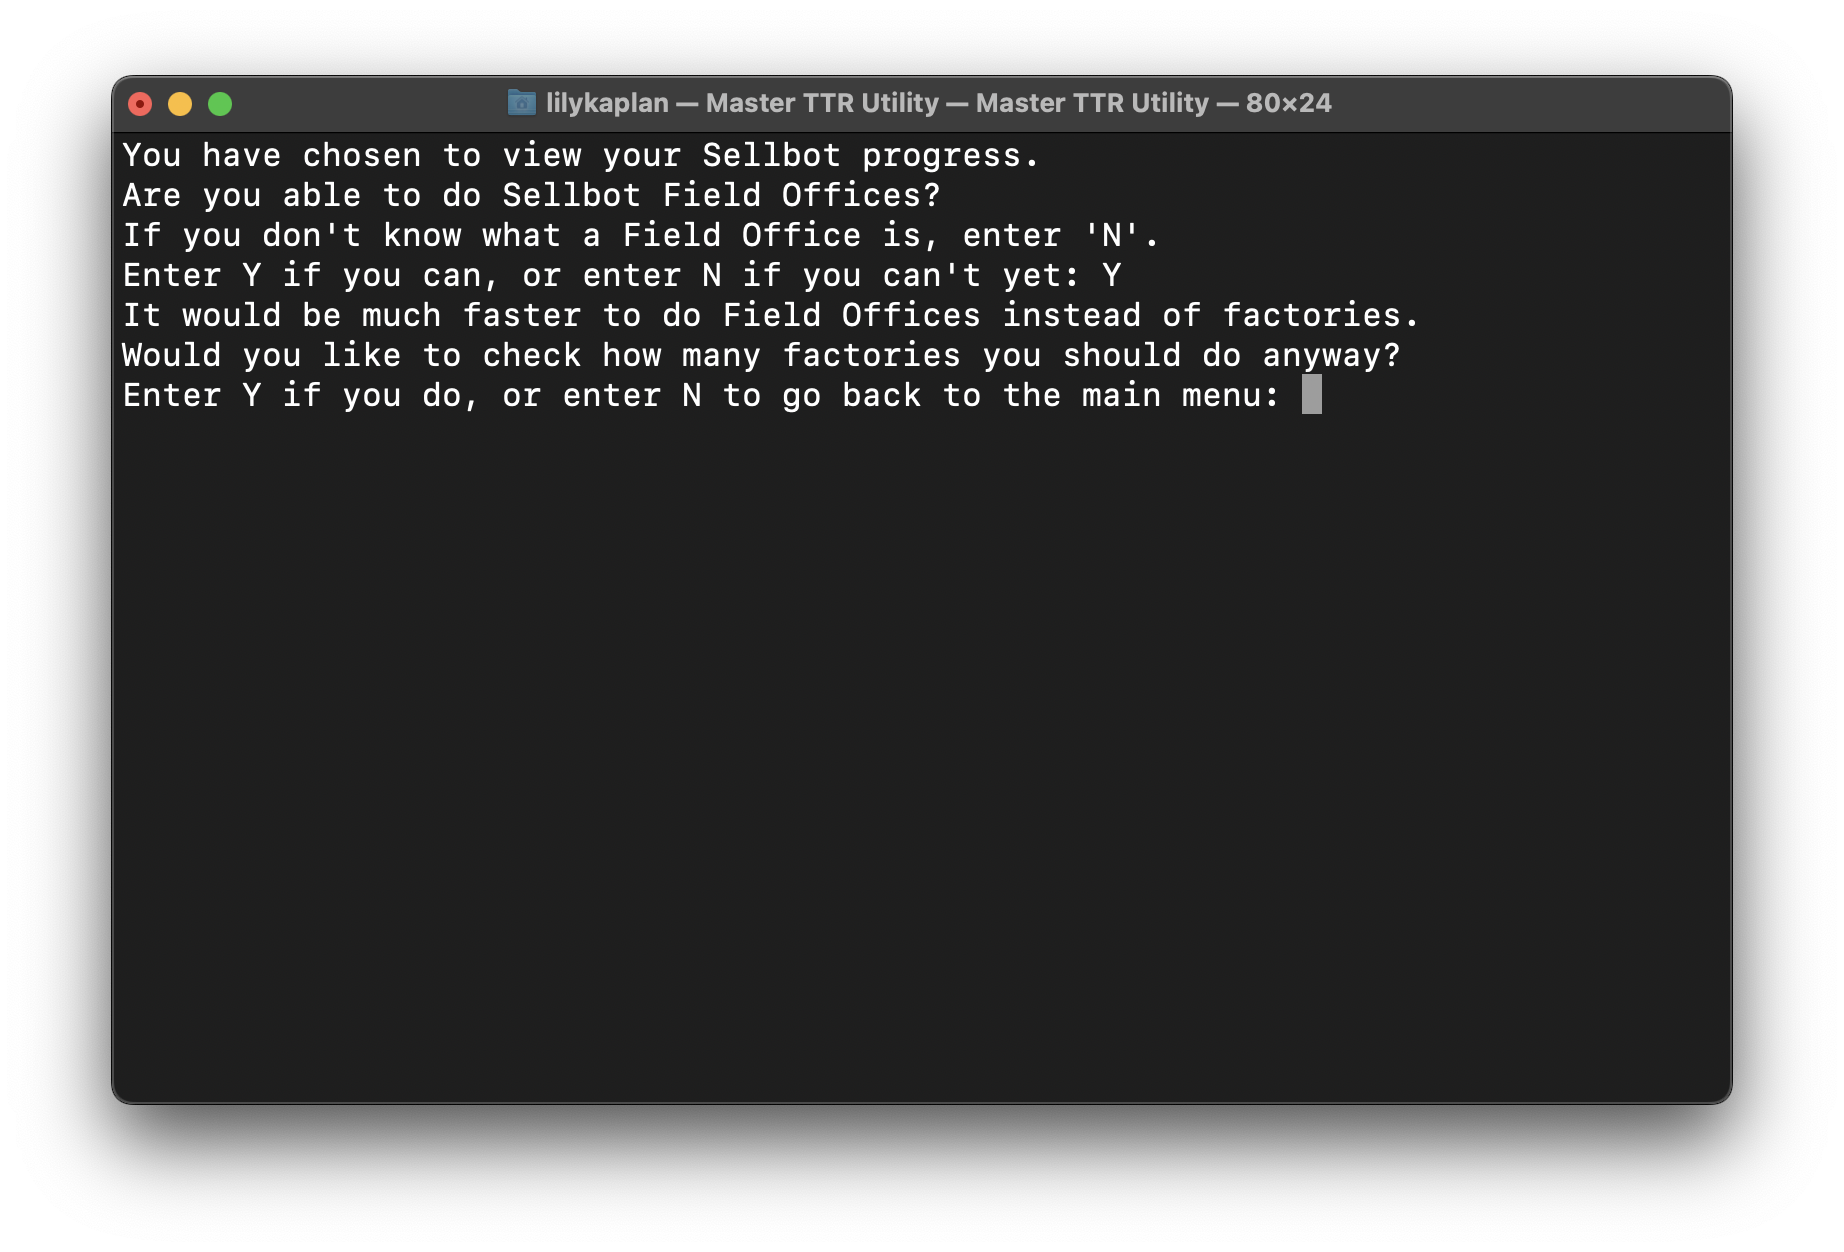 lilykaplan — Master TTR Utility — Master TTR Utility — 80×24
You have chosen to view your Sellbot progress.
Are you able to do Sellbot Field Offices?
If you don't know what a Field Office is, enter 'N'.
Enter Y if you can, or enter N if you can't yet: Y
It would be much faster to do Field Offices instead of factories.
Would you like to check how many factories you should do anyway?
Enter Y if you do, or enter N to go back to the main menu: